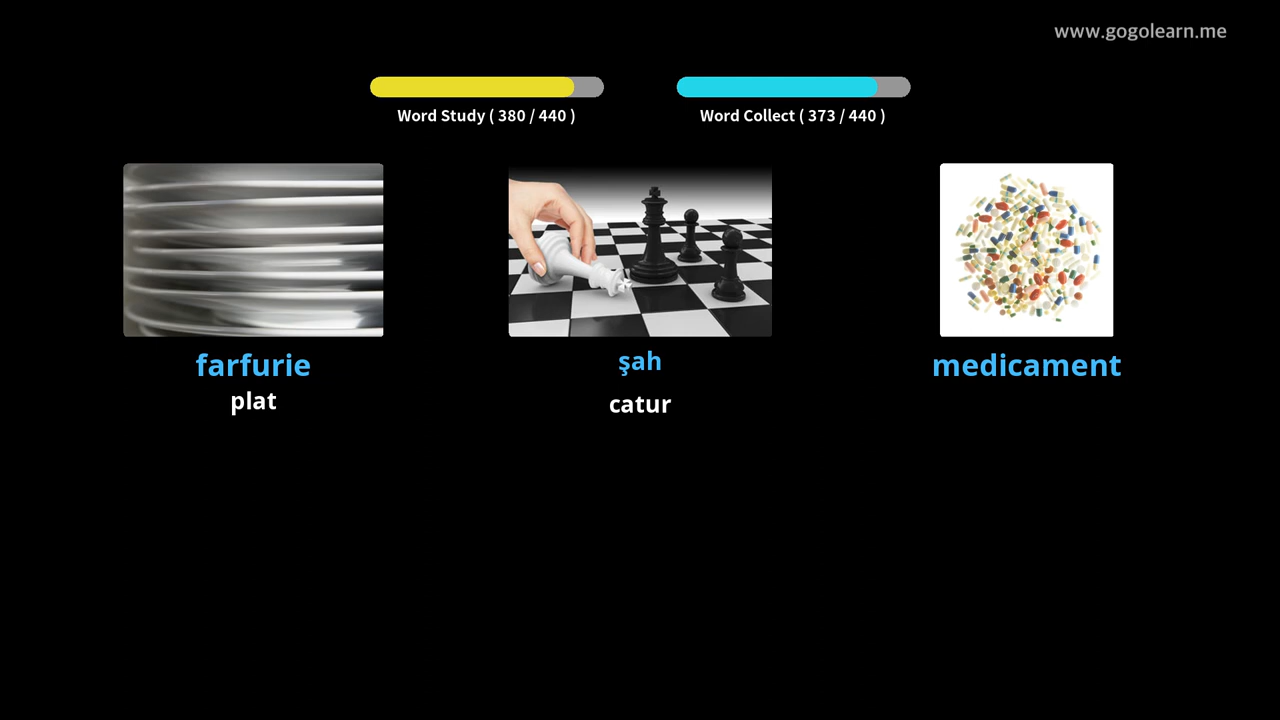 www.gogolearn.me
Word Study ( 380 / 440 )
Word Collect ( 373 / 440 )
farfurie
plat
şah
catur
medicament